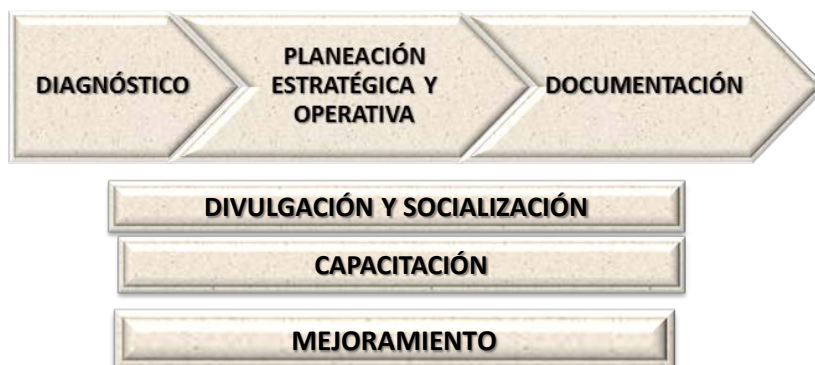 DIAGNÓSTICO
PLANEACIÓN
ESTRATÉGICA Y
OPERATIVA
DOCUMENTACIÓN
DIVULGACIÓN Y SOCIALIZACIÓN
CAPACITACIÓN
MEJORAMIENTO